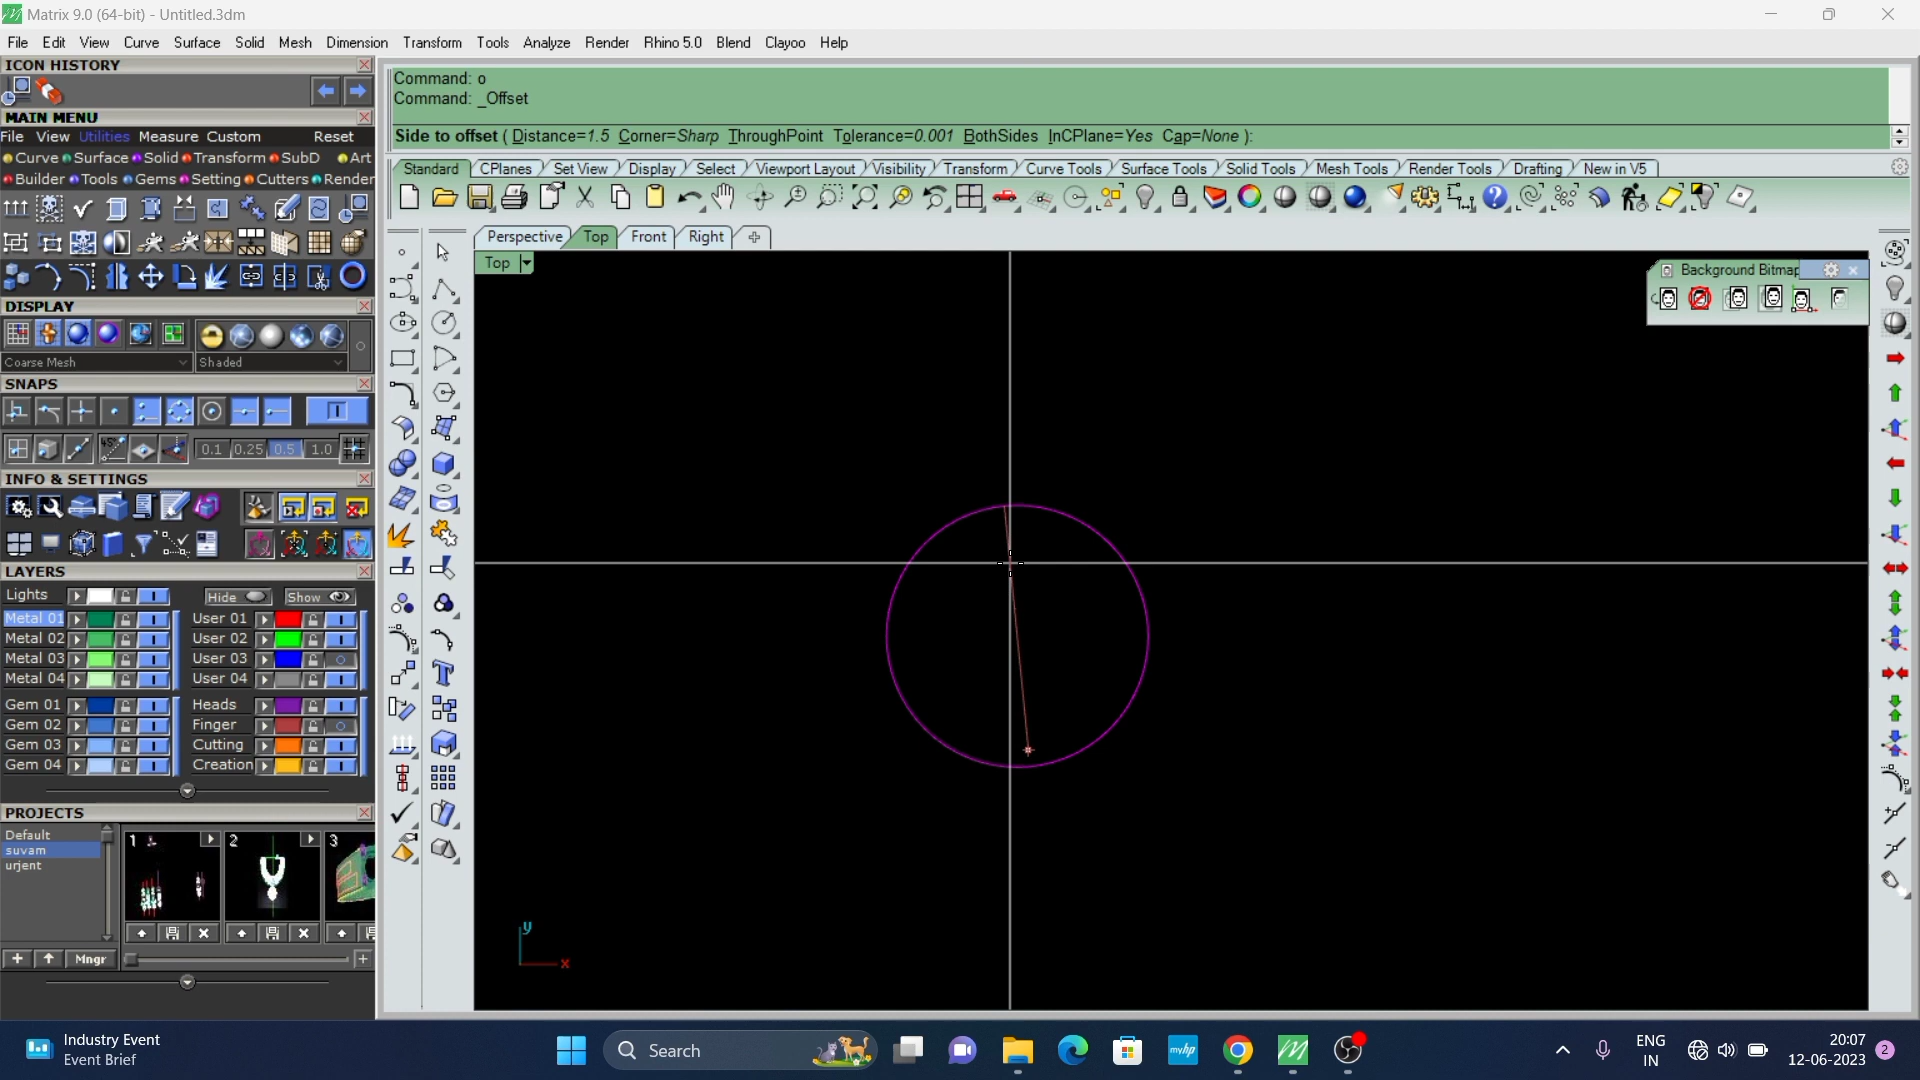 Matrix 9.0 (64-bit) - Untitled.3dm
File Edit View Curve Surface Solid Mesh Dimension Transform Tools Analyze Render Rhino 5.0 Blend Clayoo Help
ICON HISTORY
MAIN MENU
File View Utilities Measure Custom Reset
Curve Surface Solid Transform SubD Art
Builder Tools Gems Setting Cutters Render
DISPLAY
Coarse Mesh Shaded
SNAPS
45°
0.1 0.25 0.5 1.0
INFO & SETTINGS
LAYERS
Lights Hide Show
Metal 01 User 01
Metal 02 User 02
Metal 03 User 03
Metal 04 User 04
Gem 01 Heads
Gem 02 Finger
Gem 03 Cutting
Gem 04 Creation
PROJECTS
Default
suvam
urjent
1 2 3
Mngr
Command: o
Command: _Offset
Side to offset ( Distance=1.5 Corner=Sharp ThroughPoint Tolerance=0.001 BothSides InCPlane=Yes Cap=None ):
Standard CPlanes Set View Display Select Viewport Layout Visibility Transform Curve Tools Surface Tools Solid Tools Mesh Tools Render Tools Drafting New in V5
Perspective Top Front Right
Top
Background Bitmap
y
x
Industry Event
Event Brief
Search
myhp
ENG
IN
20:07
12-06-2023
2